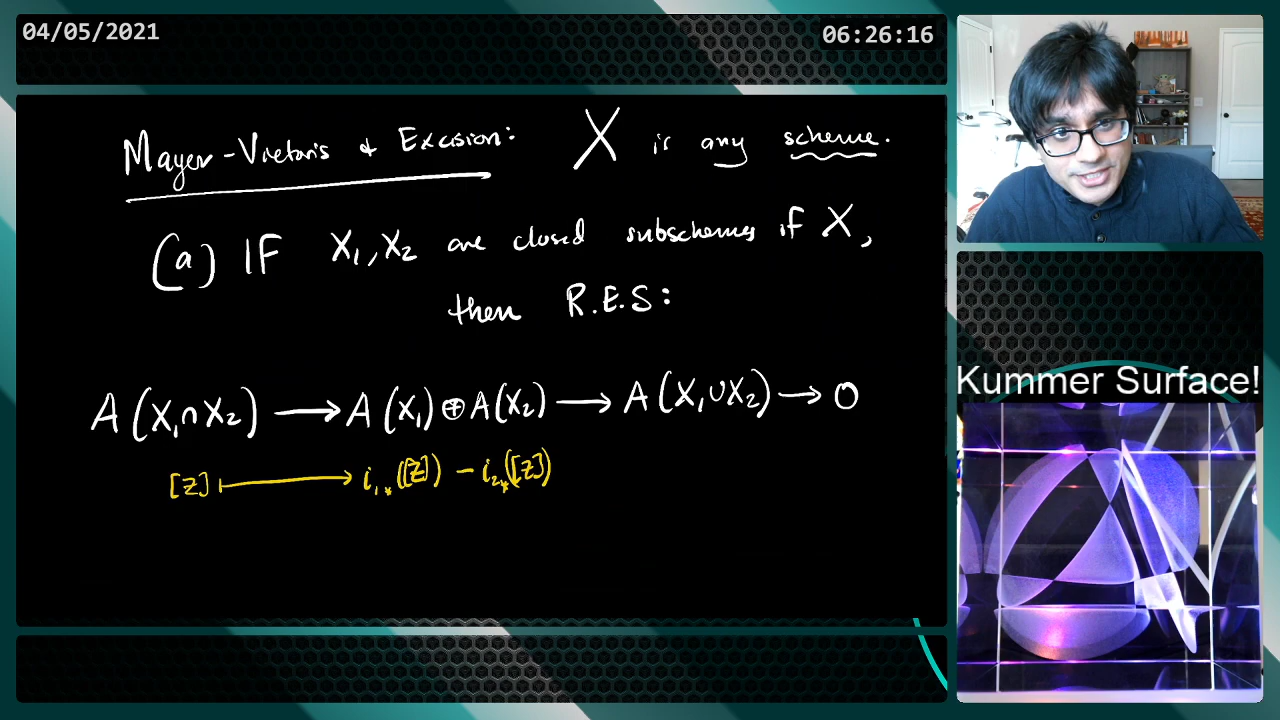 04/05/2021
06:26:16
Mayer-Vietoris & Excision: X is any scheme.
(a) IF X₁, X₂ are closed subschemes if X,
then R.E.S:
A(X₁∩X₂) → A(X₁)⊕A(X₂) → A(X₁∪X₂) → 0
[Z] ↦ i₁*([Z]) - i₂*([Z])
Kummer Surface!